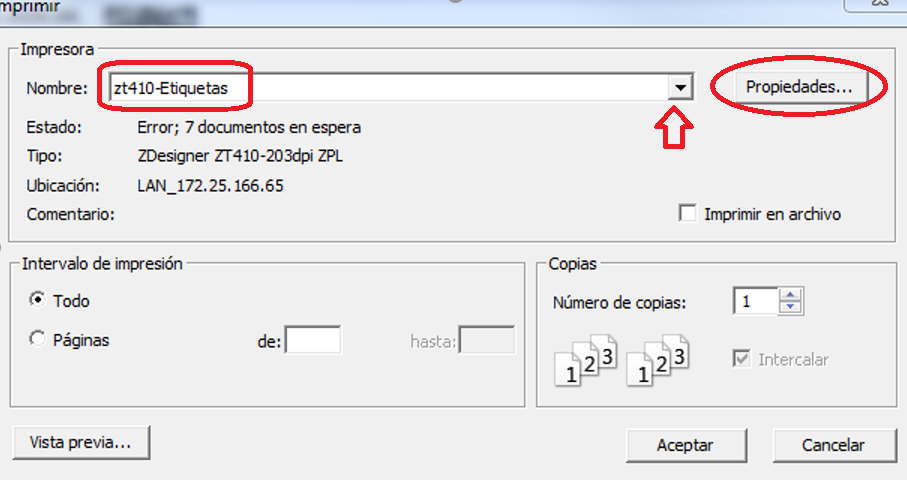 mprimir
Impresora
Nombre: zt410-Etiquetas Propiedades...
Estado: Error; 7 documentos en espera
Tipo: ZDesigner ZT410-203dpi ZPL
Ubicación: LAN_172.25.166.65
Comentario: Imprimir en archivo
Intervalo de impresión
Todo
Páginas de: hasta:
Copias
Número de copias: 1
1 2 3 1 2 3 Intercalar
Vista previa... Aceptar Cancelar